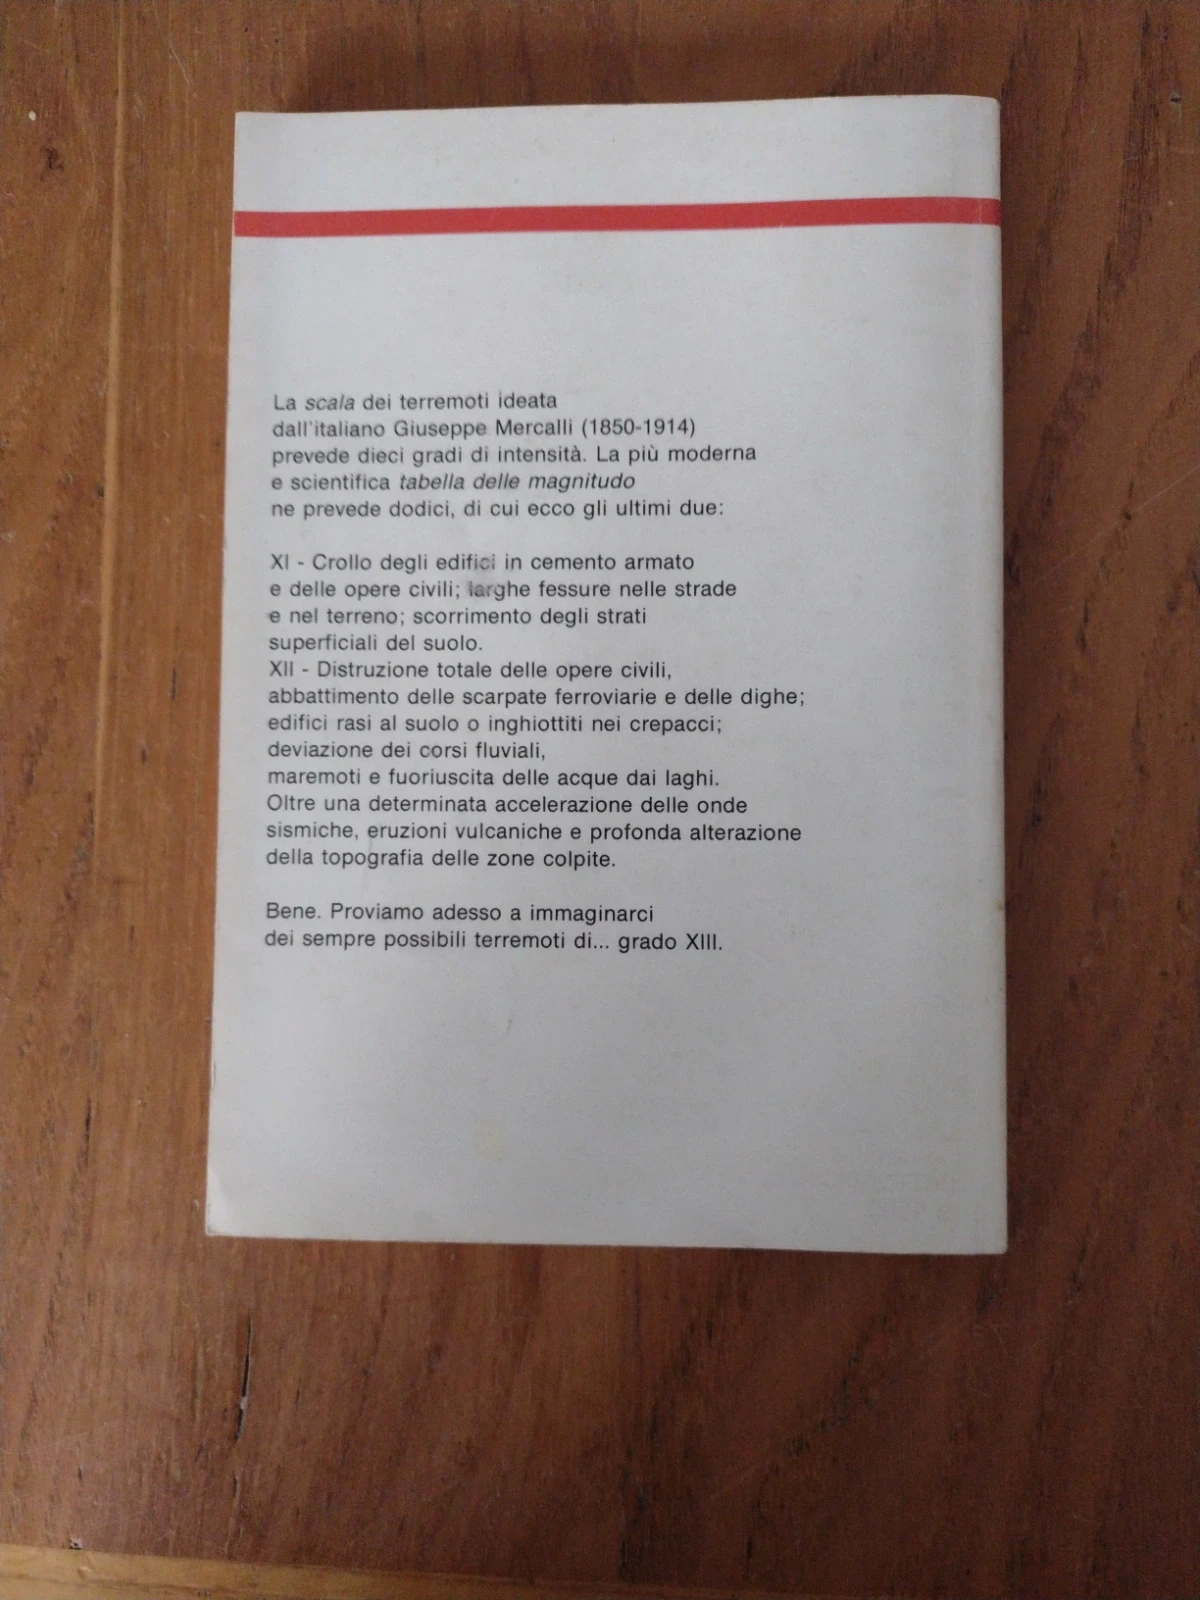 La scala dei terremoti ideata
dall'italiano Giuseppe Mercalli (1850-1914)
prevede dieci gradi di intensità. La più moderna
e scientifica tabella delle magnitudo
ne prevede dodici, di cui ecco gli ultimi due:
XI - Crollo degli edifici in cemento armato
e delle opere civili; larghe fessure nelle strade
e nel terreno; scorrimento degli strati
superficiali del suolo.
XII - Distruzione totale delle opere civili,
abbattimento delle scarpate ferroviarie e delle dighe;
edifici rasi al suolo o inghiottiti nei crepacci;
deviazione dei corsi fluviali,
maremoti e fuoriuscita delle acque dai laghi.
Oltre una determinata accelerazione delle onde
sismiche, eruzioni vulcaniche e profonda alterazione
della topografia delle zone colpite.
Bene. Proviamo adesso a immaginarci
dei sempre possibili terremoti di... grado XIII.